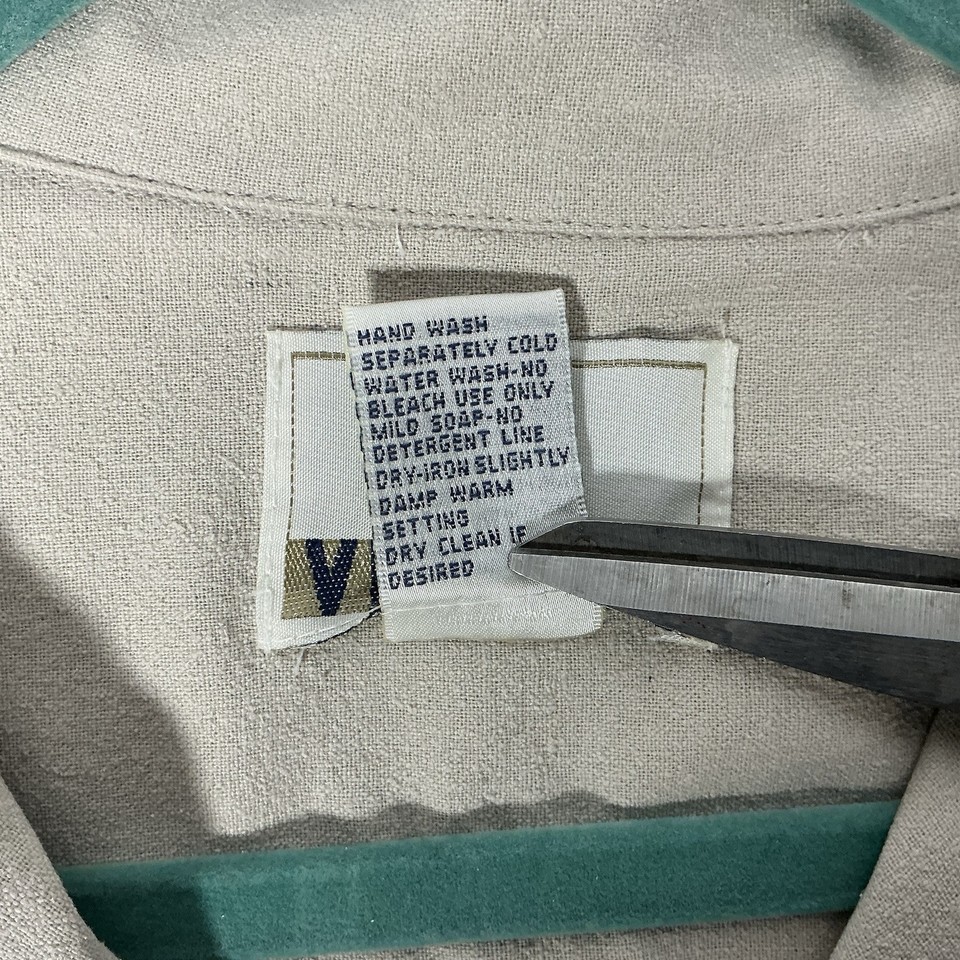 HAND WASH
SEPARATELY COLD
WATER WASH-NO
BLEACH USE ONLY
MILD SOAP-NO
DETERGENT LINE
DRY-IRON SLIGHTLY
DAMP WARM
SETTING
DRY CLEAN IF
DESIRED
V